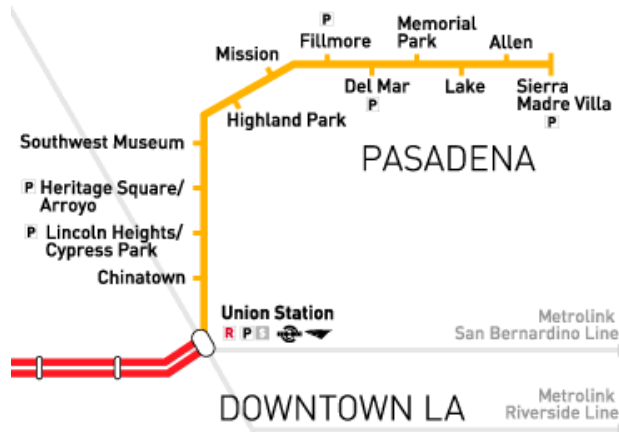 P
Fillmore
Memorial
Park
Allen
Mission
Del Mar
P
Lake
Sierra
Madre Villa
P
Highland Park
Southwest Museum
PASADENA
P Heritage Square/
Arroyo
P Lincoln Heights/
Cypress Park
Chinatown
Union Station
R P S
Metrolink
San Bernardino Line
DOWNTOWN LA
Metrolink
Riverside Line